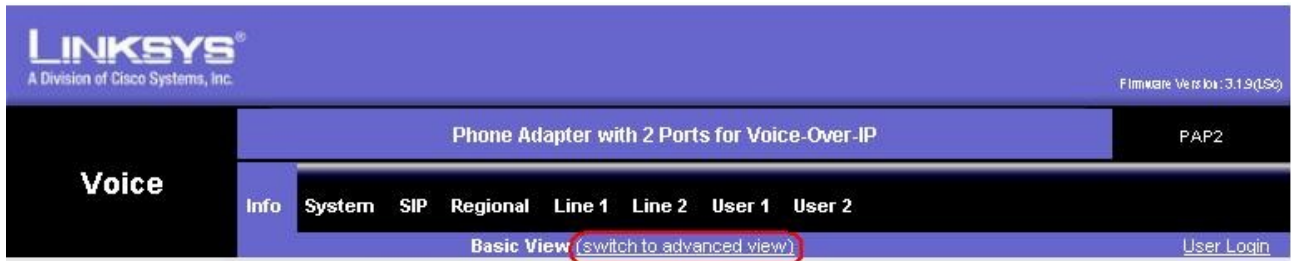 LINKSYS®
A Division of Cisco Systems, Inc.
Firmware Version: 3.1.9(LSc)
Phone Adapter with 2 Ports for Voice-Over-IP
PAP2
Voice
Info System SIP Regional Line 1 Line 2 User 1 User 2
Basic View (switch to advanced view) User Login